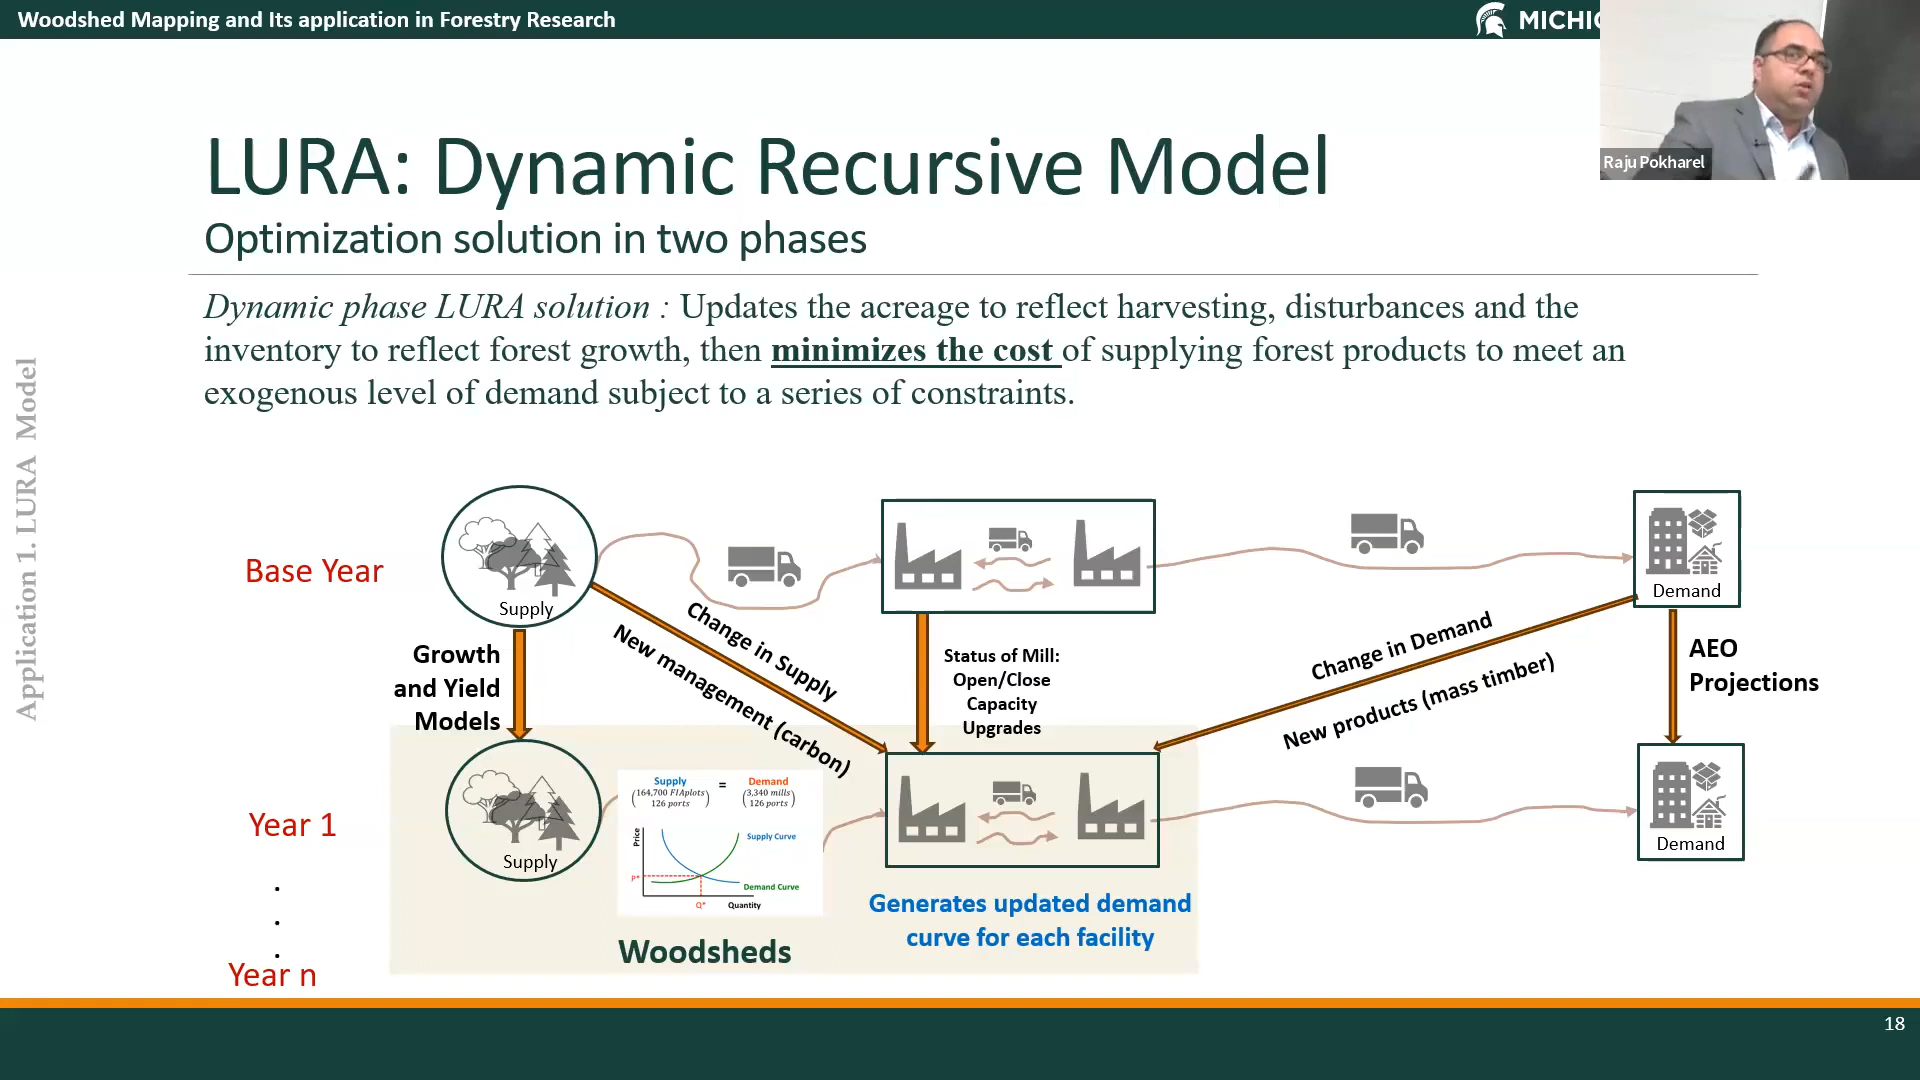 Woodshed Mapping and Its application in Forestry Research
MICHIG
Raju Pokharel
LURA: Dynamic Recursive Model
Optimization solution in two phases
Dynamic phase LURA solution : Updates the acreage to reflect harvesting, disturbances and the
inventory to reflect forest growth, then minimizes the cost of supplying forest products to meet an
exogenous level of demand subject to a series of constraints.
Application 1. LURA Model
Base Year
Supply
Demand
Growth
and Yield
Models
Change in Supply
New management (carbon)
Status of Mill:
Open/Close
Capacity
Upgrades
Change in Demand
New products (mass timber)
AEO
Projections
Year 1
Supply
Supply = Demand
(164,700 FIAplots
126 ports)
(3,340 mills
126 ports)
Price
Supply Curve
Demand Curve
P*
Q*
Quantity
Demand
Generates updated demand
curve for each facility
Woodsheds
.
.
.
Year n
18